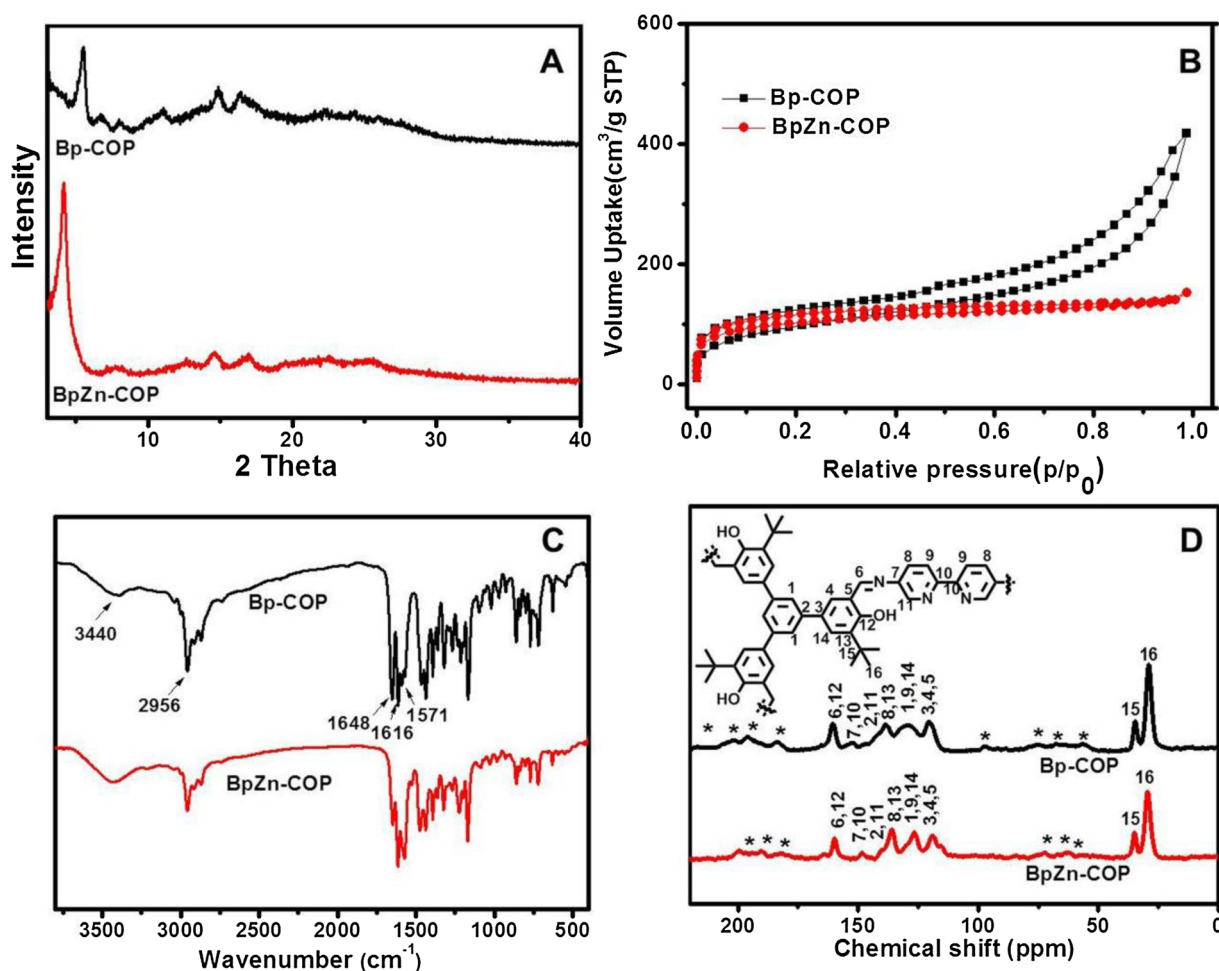 A
Bp-COP
BpZn-COP
Intensity
10
20
30
40
2 Theta
B
Bp-COP
BpZn-COP
600
400
200
0
Volume Uptake(cm³/g STP)
0.0
0.2
0.4
0.6
0.8
1.0
Relative pressure(p/p₀)
C
Bp-COP
3440
2956
1648
1616
1571
BpZn-COP
3500
3000
2500
2000
1500
1000
500
Wavenumber (cm⁻¹)
D
HO
8
9
9
8
6
7
10
1
4
5
N
10
2
3
11
N
N
OH
12
1
14
13
15
16
HO
* * * *
6,12
7,10
2,11
8,13
1,9,14
3,4,5
* * * *
15
16
Bp-COP
* * *
6,12
7,10
2,11
8,13
1,9,14
3,4,5
* * *
15
16
BpZn-COP
200
150
100
50
0
Chemical shift (ppm)